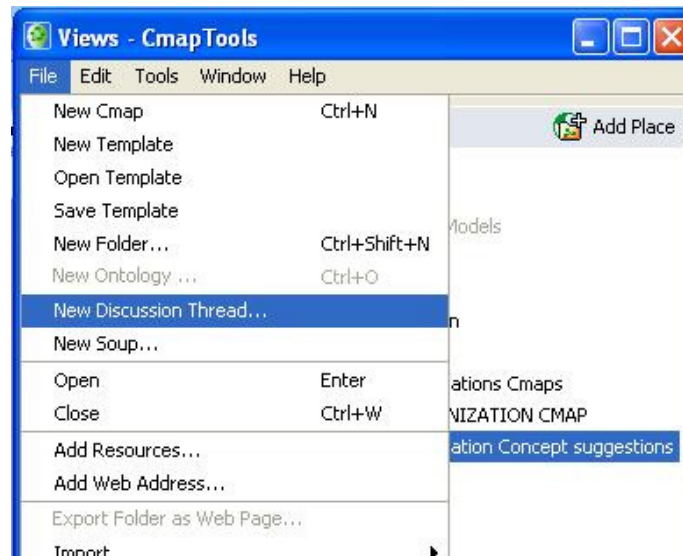 Views - CmapTools
File Edit Tools Window Help
New Cmap Ctrl+N
Add Place
New Template
Open Template
Save Template
Models
New Folder... Ctrl+Shift+N
New Ontology ... Ctrl+O
New Discussion Thread...
n
New Soup...
Open Enter
ations Cmaps
Close Ctrl+W
NIZATION CMAP
Add Resources...
ation Concept suggestions
Add Web Address...
Export Folder as Web Page...
Import